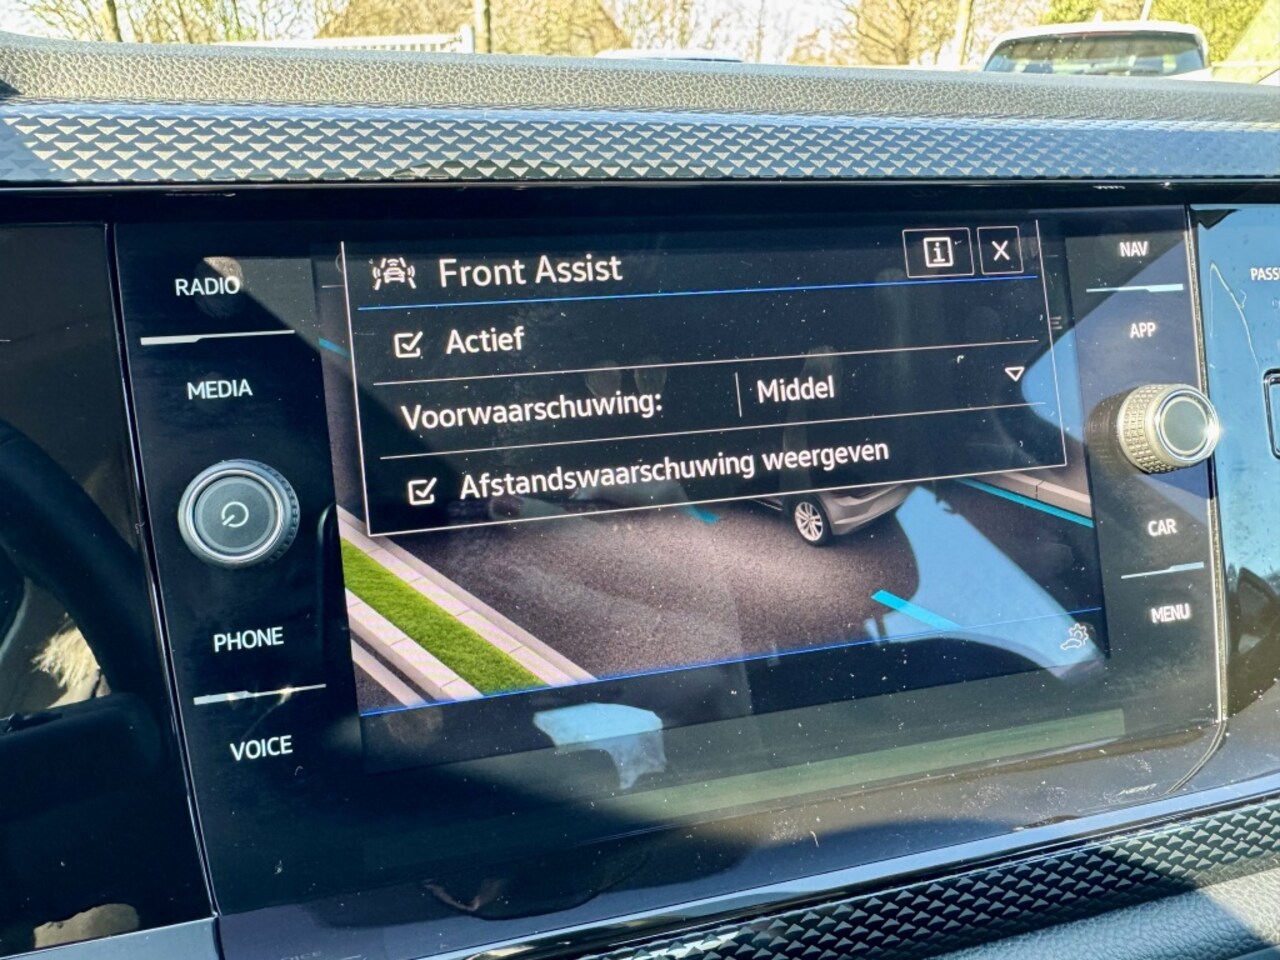 Front Assist
Actief
Voorwaarschuwing: Middel
Afstandswaarschuwing weergeven
RADIO
MEDIA
PHONE
VOICE
NAV
APP
CAR
MENU